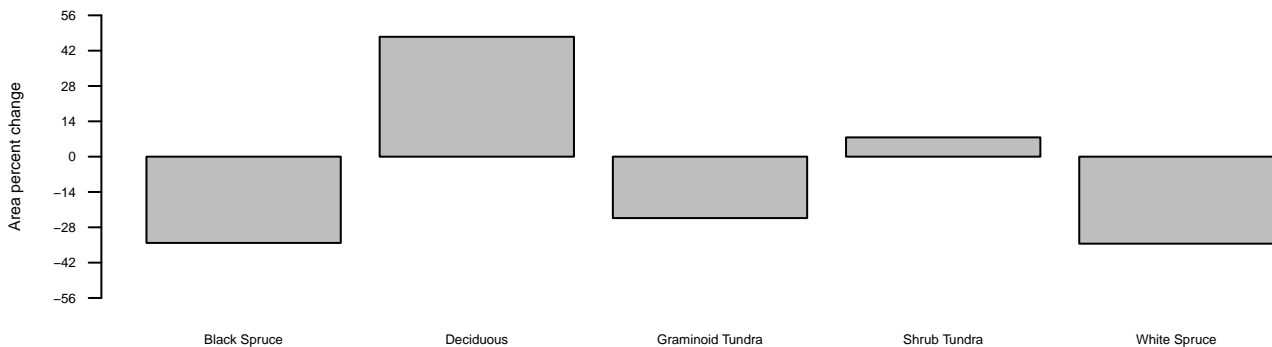 Area percent change
56
42
28
14
0
−14
−28
−42
−56
Black Spruce
Deciduous
Graminoid Tundra
Shrub Tundra
White Spruce